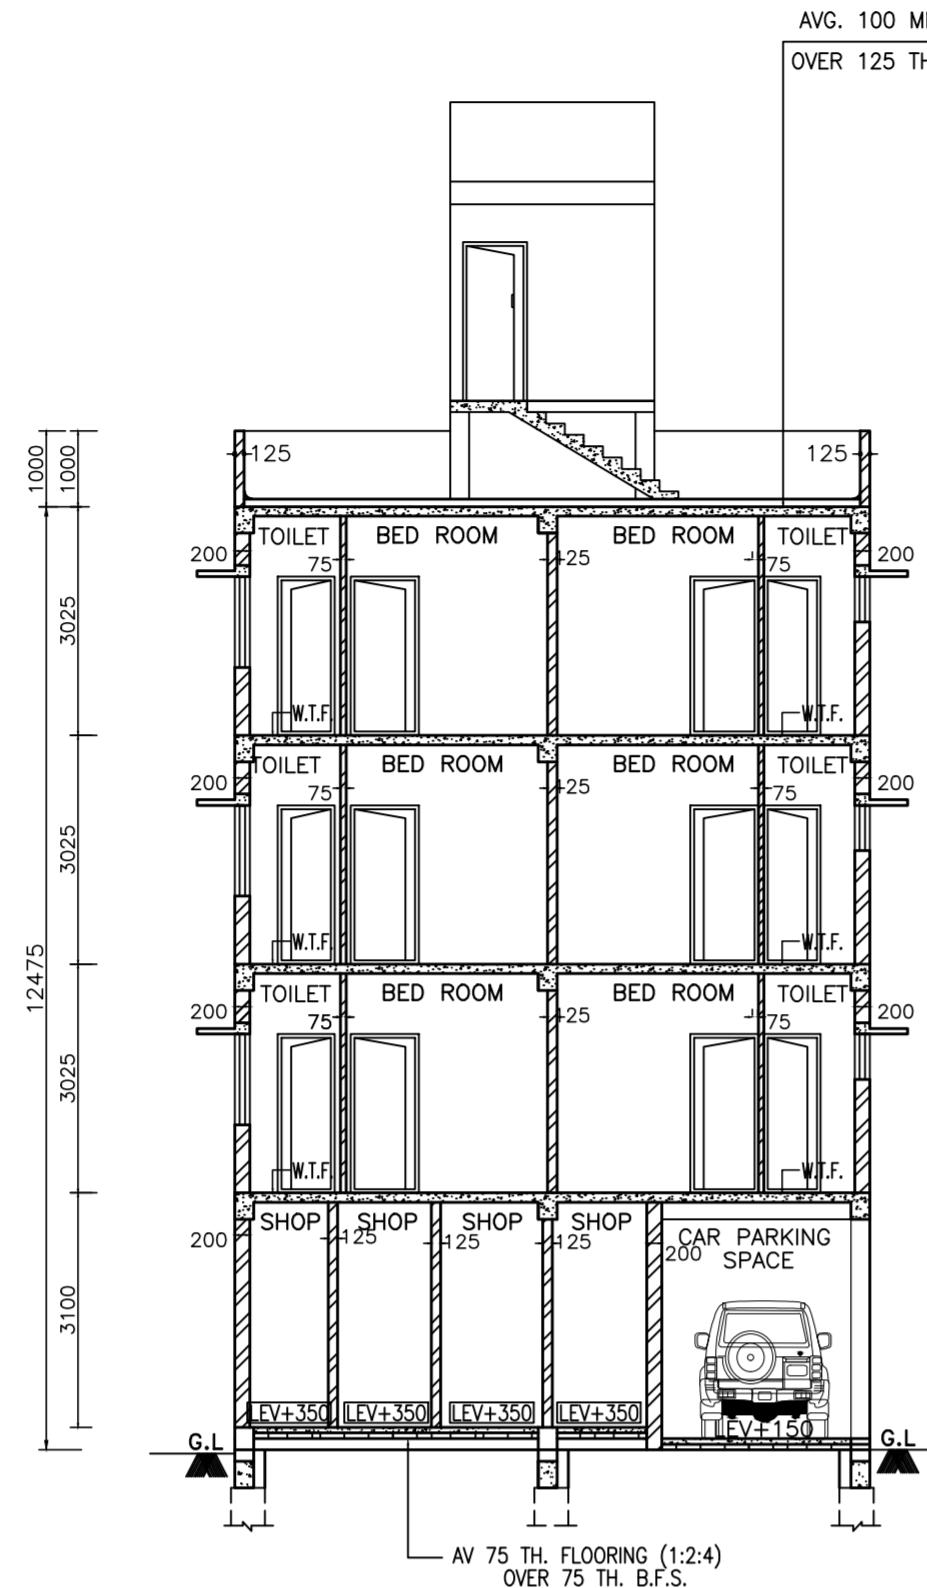 AVG. 100 M
OVER 125 TH
1000
1000
125
125
TOILET
BED ROOM
BED ROOM
TOILET
200
75
125
75
200
3025
W.T.F.
W.T.F.
TOILET
BED ROOM
BED ROOM
TOILET
200
75
125
75
200
3025
W.T.F.
W.T.F.
12475
TOILET
BED ROOM
BED ROOM
TOILET
200
75
125
75
200
3025
W.T.F.
W.T.F.
SHOP
SHOP
SHOP
SHOP
CAR PARKING
SPACE
200
125
125
125
200
3100
LEV+350
LEV+350
LEV+350
LEV+350
LEV+150
G.L
G.L
AV 75 TH. FLOORING (1:2:4)
OVER 75 TH. B.F.S.